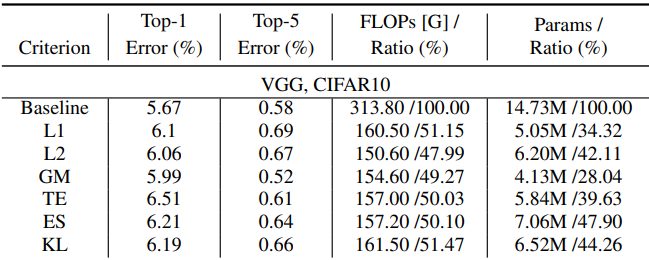 Top-1 Top-5 FLOPs [G] / Params /
Criterion Error (%) Error (%) Ratio (%) Ratio (%)
VGG, CIFAR10
Baseline 5.67 0.58 313.80 /100.00 14.73M /100.00
L1 6.1 0.69 160.50 /51.15 5.05M /34.32
L2 6.06 0.67 150.60 /47.99 6.20M /42.11
GM 5.99 0.52 154.60 /49.27 4.13M /28.04
TE 6.51 0.61 157.00 /50.03 5.84M /39.63
ES 6.21 0.64 157.20 /50.10 7.06M /47.90
KL 6.19 0.66 161.50 /51.47 6.52M /44.26